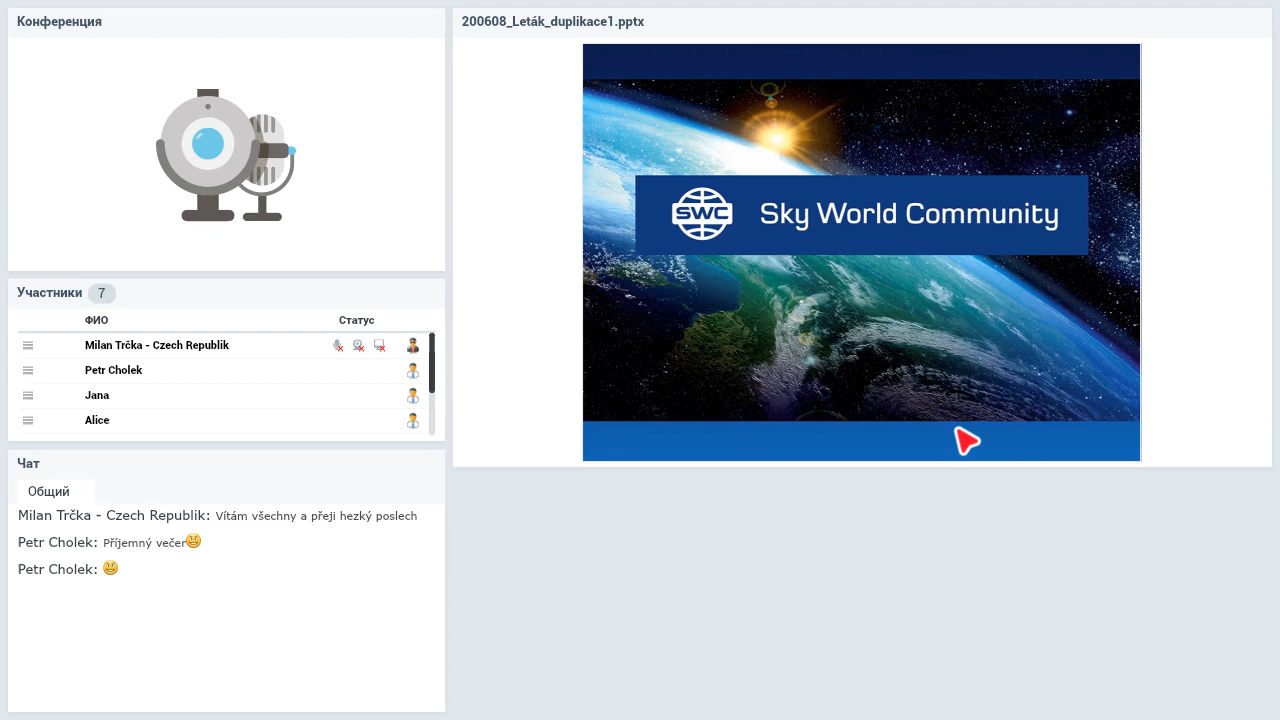 Конференция
Участники 7
ФИО Статус
Milan Trčka - Czech Republik
Petr Cholek
Jana
Alice
Чат
Общий
Milan Trčka - Czech Republik: Vítám všechny a přeji hezký poslech
Petr Cholek: Příjemný večer
Petr Cholek:
200608_Leták_duplikace1.pptx
SWC Sky World Community